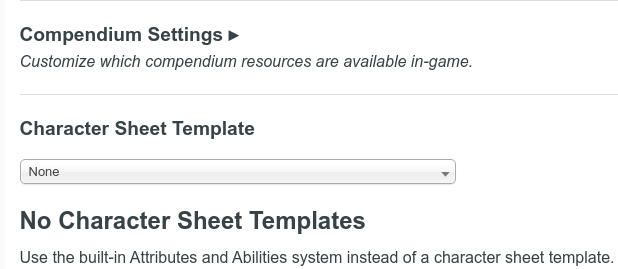 Compendium Settings ▸
Customize which compendium resources are available in-game.
Character Sheet Template
None
No Character Sheet Templates
Use the built-in Attributes and Abilities system instead of a character sheet template.